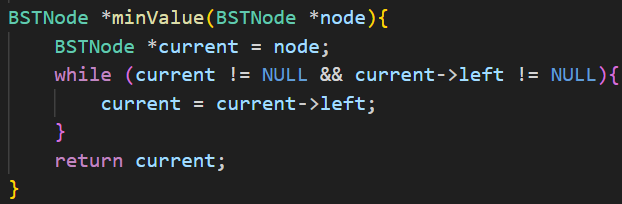 BSTNode *minValue(BSTNode *node){
    BSTNode *current = node;
    while (current != NULL && current->left != NULL){
        current = current->left;
    }
    return current;
}